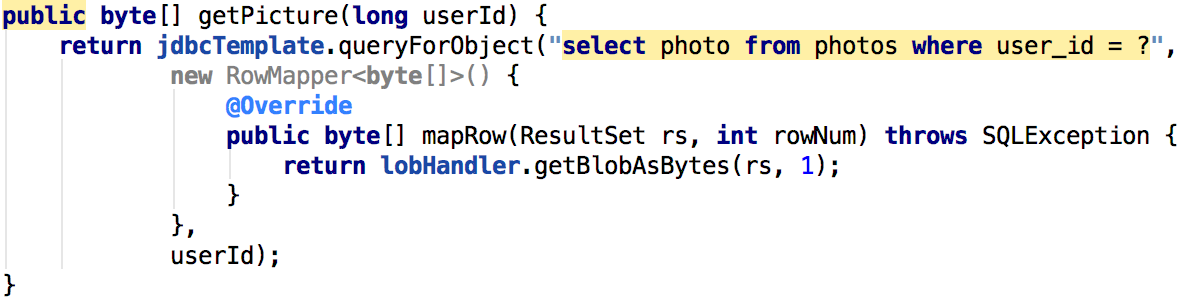 public byte[] getPicture(long userId) {
    return jdbcTemplate.queryForObject("select photo from photos where user_id = ?",
            new RowMapper<byte[]>() {
                @Override
                public byte[] mapRow(ResultSet rs, int rowNum) throws SQLException {
                    return lobHandler.getBlobAsBytes(rs, 1);
                }
            },
            userId);
}